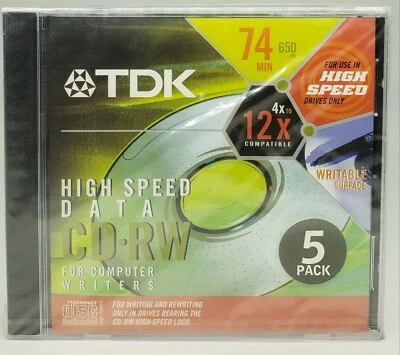 TDK
74
MIN
650
FOR USE IN
HIGH
SPEED
DRIVES ONLY
4x TO
12x
COMPATIBLE
WRITABLE
SURFACE
HIGH SPEED
DATA
CD-RW
FOR COMPUTER
WRITERS
5
PACK
COMPACT
disc
FOR WRITING AND REWRITING
ONLY IN DRIVES BEARING THE
CD-RW HIGH SPEED LOGO